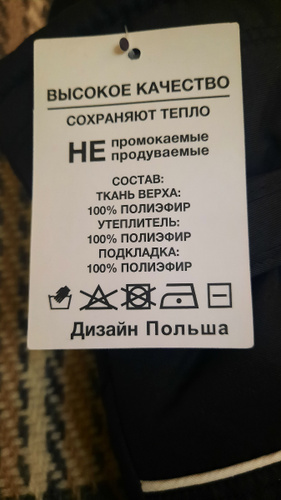 ВЫСОКОЕ КАЧЕСТВО
СОХРАНЯЮТ ТЕПЛО
НЕ промокаемые
продуваемые
СОСТАВ:
ТКАНЬ ВЕРХА:
100% ПОЛИЭФИР
УТЕПЛИТЕЛЬ:
100% ПОЛИЭФИР
ПОДКЛАДКА:
100% ПОЛИЭФИР
Дизайн Польша